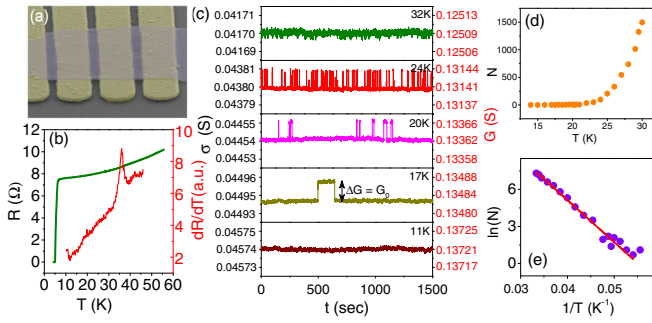 (a)
(b)
R (Ω)
12
10
8
6
4
2
0
0 10 20 30 40 50 60
T (K)
dR/dT(a.u.)
8
6
4
2
(c)
σ (S)
G (S)
0.04171
0.04170
0.04169
32K
0.12513
0.12509
0.12506
0.04381
0.04380
0.04379
24K
0.13144
0.13141
0.13137
0.04455
0.04454
0.04453
20K
0.13366
0.13362
0.13358
0.04496
0.04495
0.04493
17K
ΔG = G₀
0.13488
0.13484
0.13480
0.04575
0.04574
0.04573
11K
0.13721
0.13717
0 500 1000 1500
t (sec)
(d)
N
1500
1000
500
0
15 20 25 30
T (K)
(e)
ln(N)
6
3
0
0.03 0.04 0.05 0.06
1/T (K⁻¹)